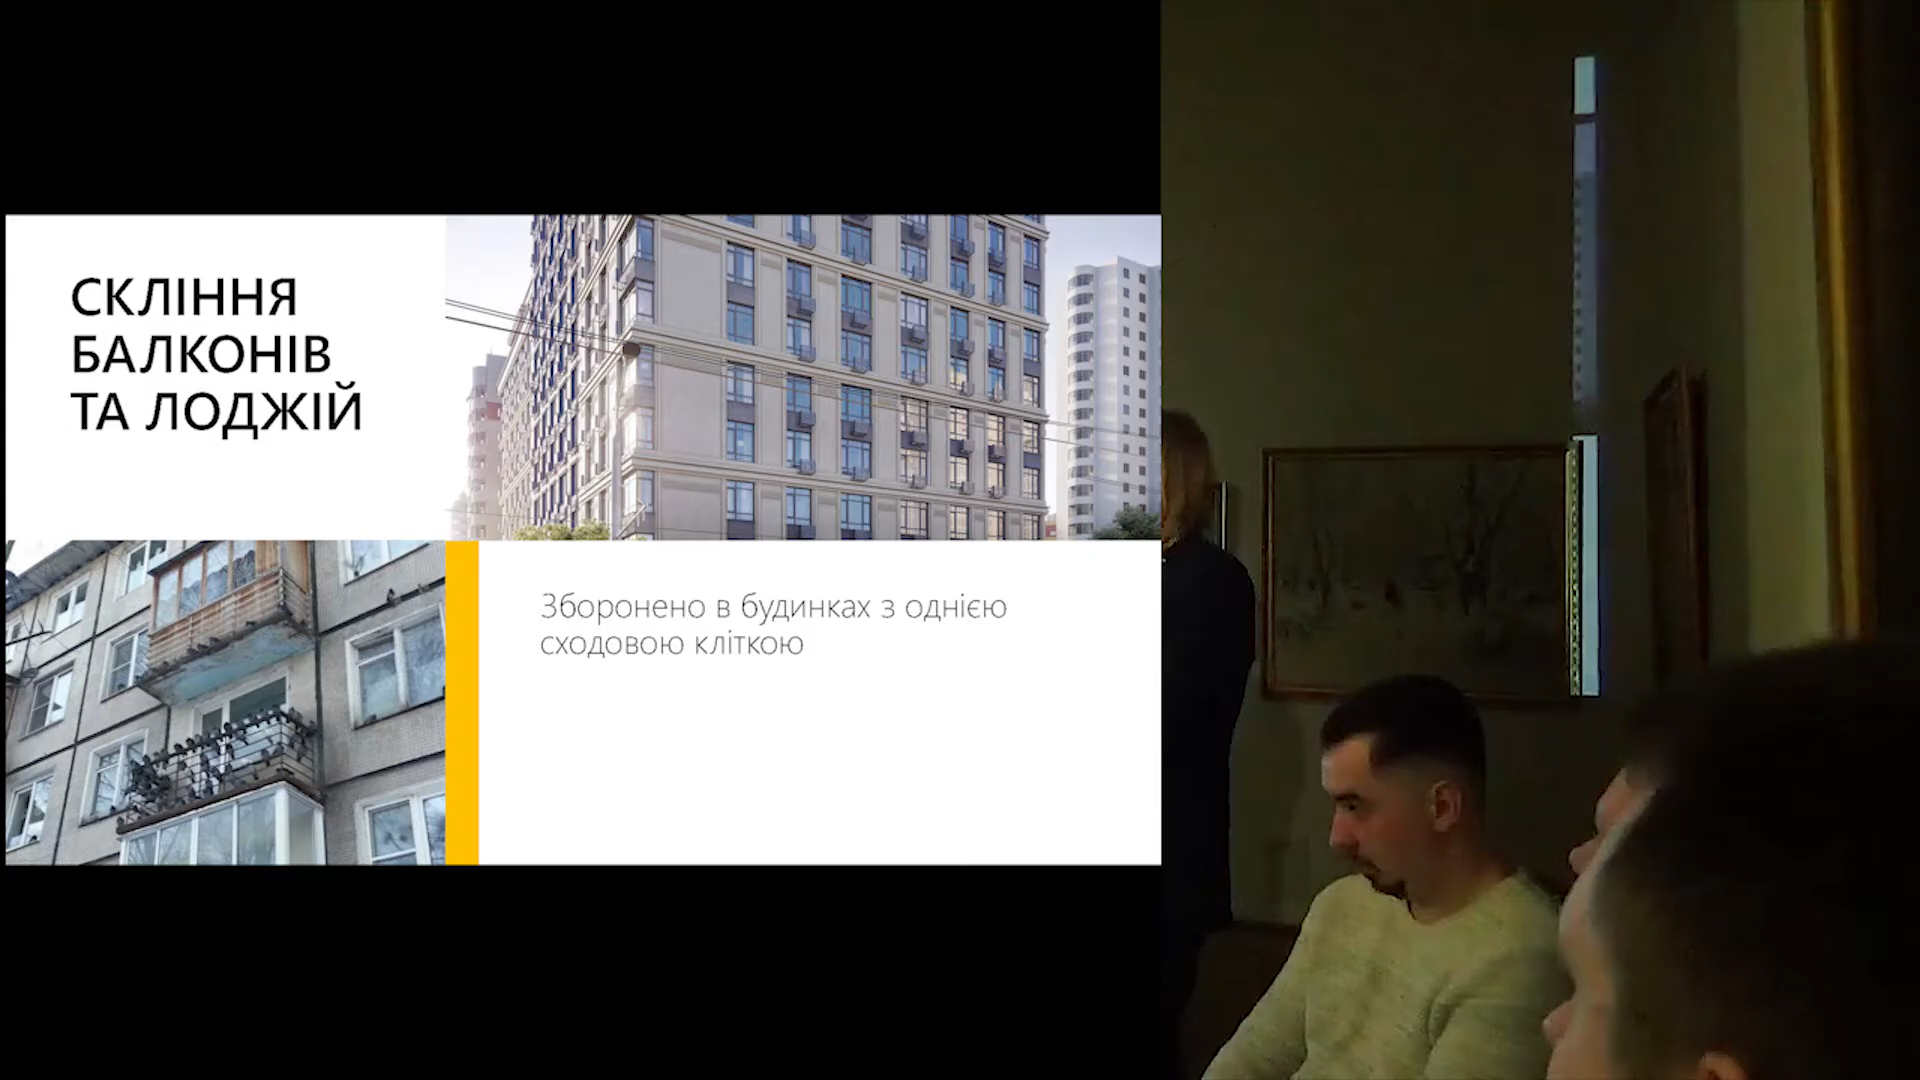 СКЛІННЯ
БАЛКОНІВ
ТА ЛОДЖІЙ
Зборонено в будинках з однією
сходовою кліткою